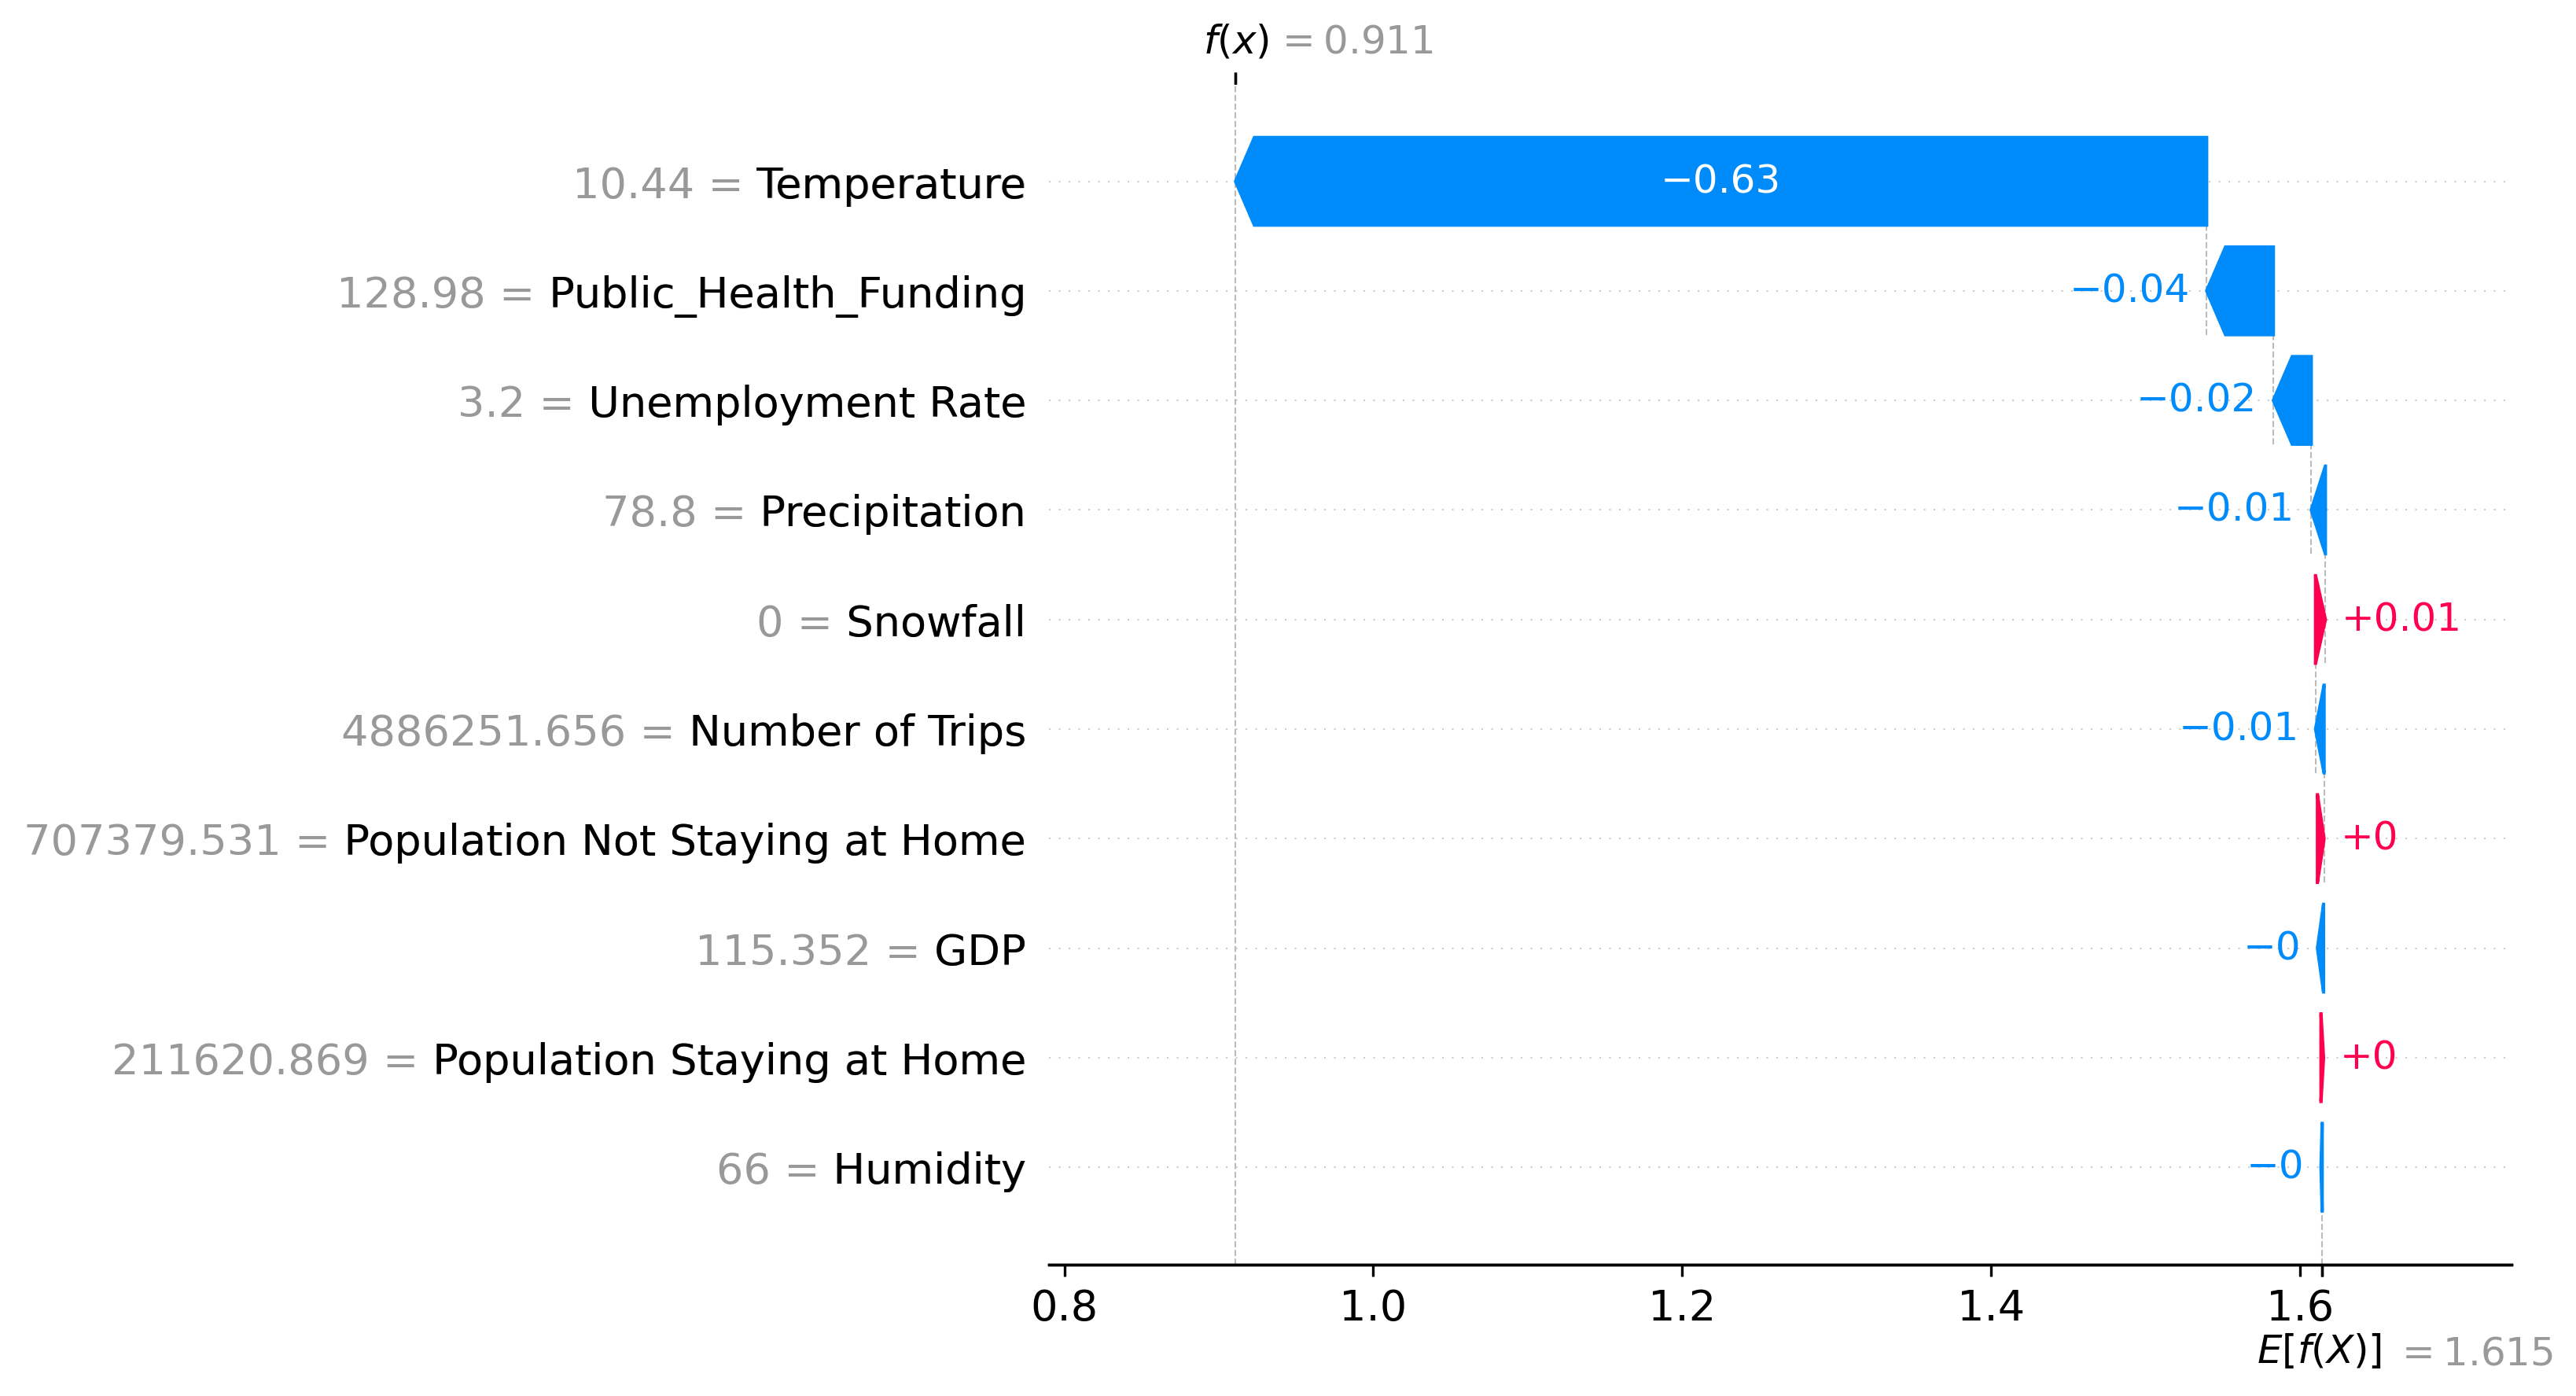 f(x) = 0.911
10.44 = Temperature −0.63
128.98 = Public_Health_Funding −0.04
3.2 = Unemployment Rate −0.02
78.8 = Precipitation −0.01
0 = Snowfall +0.01
4886251.656 = Number of Trips −0.01
707379.531 = Population Not Staying at Home +0
115.352 = GDP −0
211620.869 = Population Staying at Home +0
66 = Humidity −0
0.8 1.0 1.2 1.4 1.6
E[f(X)] = 1.615